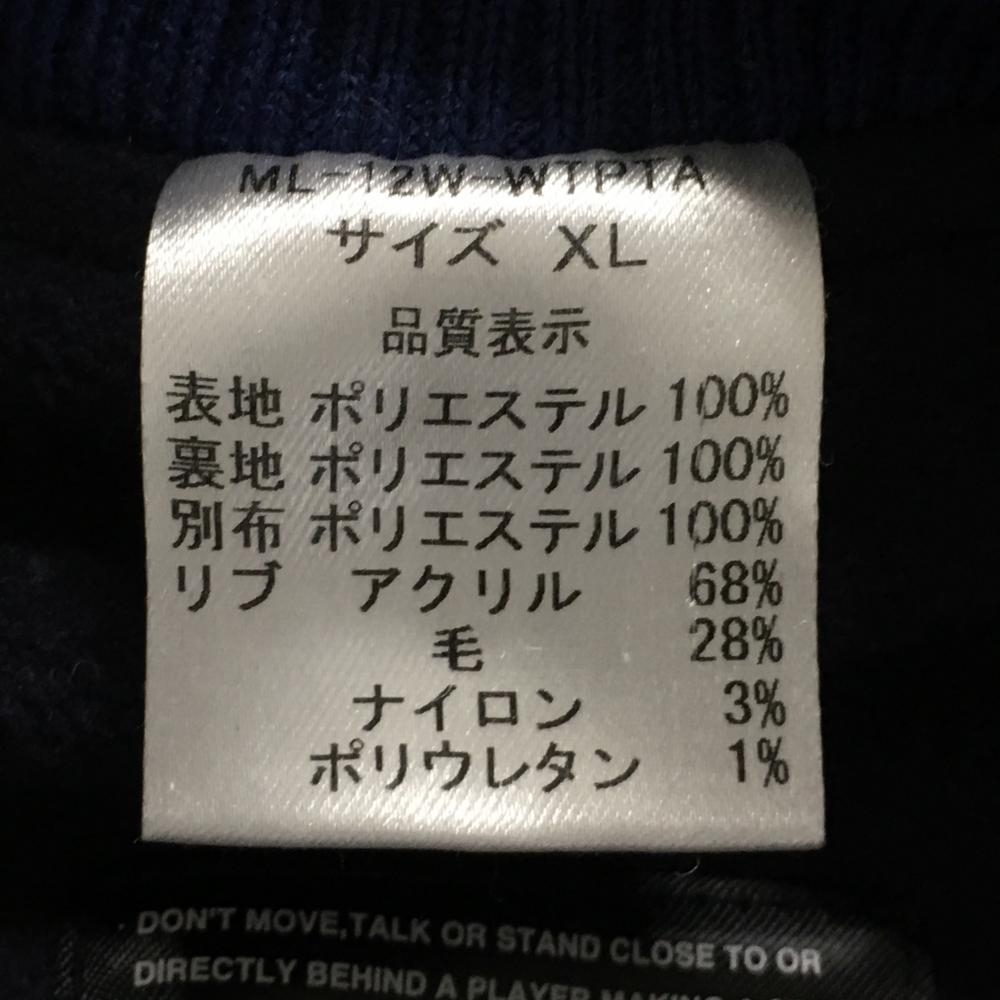 ML-12W-WTPTA
サイズ XL
品質表示
表地 ポリエステル 100%
裏地 ポリエステル 100%
別布 ポリエステル 100%
リブ アクリル 68%
毛 28%
ナイロン 3%
ポリウレタン 1%
DON'T MOVE,TALK OR STAND CLOSE TO OR
DIRECTLY BEHIND A PLAYER MAKING A